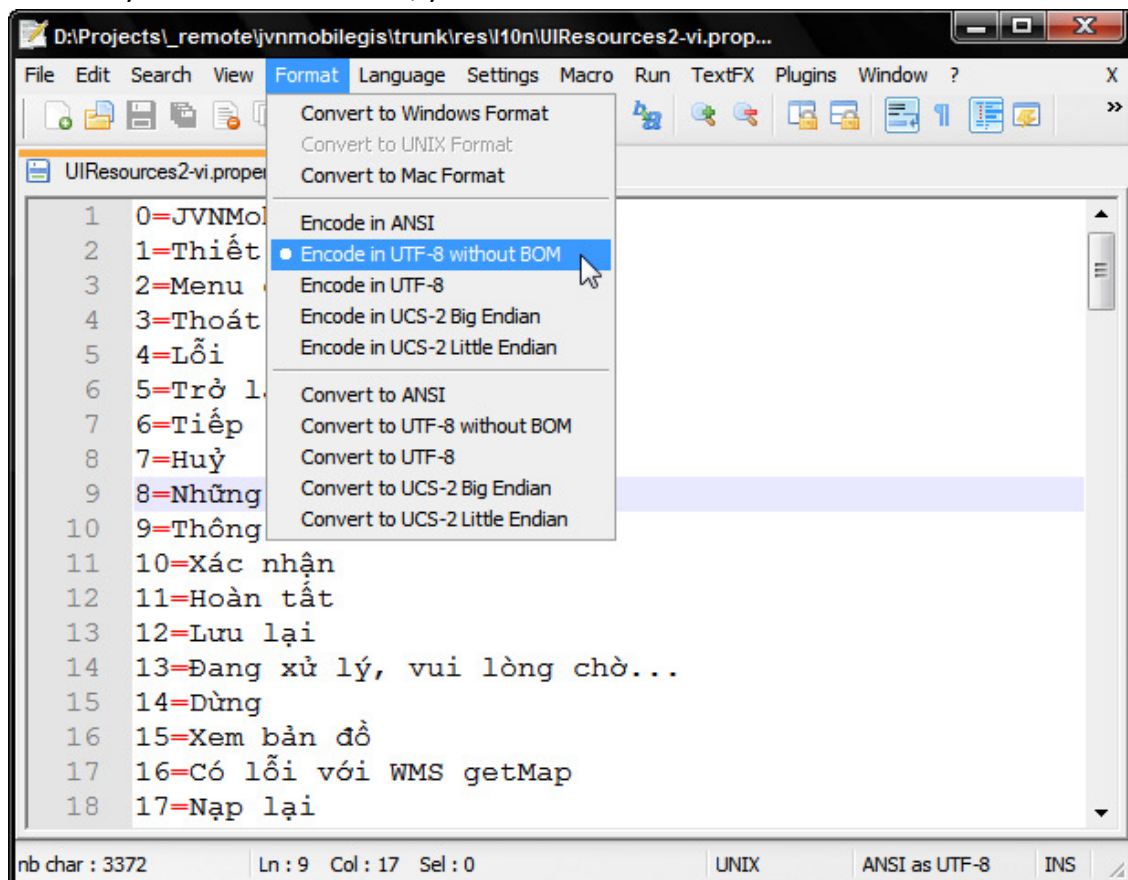 D:\Projects\_remote\jvnmobilegis\trunk\res\l10n\UIResources2-vi.prop...
File Edit Search View Format Language Settings Macro Run TextFX Plugins Window ? X
Convert to Windows Format
Convert to UNIX Format
Convert to Mac Format
Encode in ANSI
Encode in UTF-8 without BOM
Encode in UTF-8
Encode in UCS-2 Big Endian
Encode in UCS-2 Little Endian
Convert to ANSI
Convert to UTF-8 without BOM
Convert to UTF-8
Convert to UCS-2 Big Endian
Convert to UCS-2 Little Endian
UIResources2-vi.proper
1 0=JVNMo
2 1=Thiết
3 2=Menu
4 3=Thoát
5 4=Lỗi
6 5=Trở
7 6=Tiếp
8 7=Huỷ
9 8=Những
10 9=Thông
11 10=Xác nhận
12 11=Hoàn tất
13 12=Lưu lại
14 13=Đang xử lý, vui lòng chờ...
15 14=Dừng
16 15=Xem bản đồ
17 16=Có lỗi với WMS getMap
18 17=Nạp lại
nb char : 3372 Ln : 9 Col : 17 Sel : 0 UNIX ANSI as UTF-8 INS